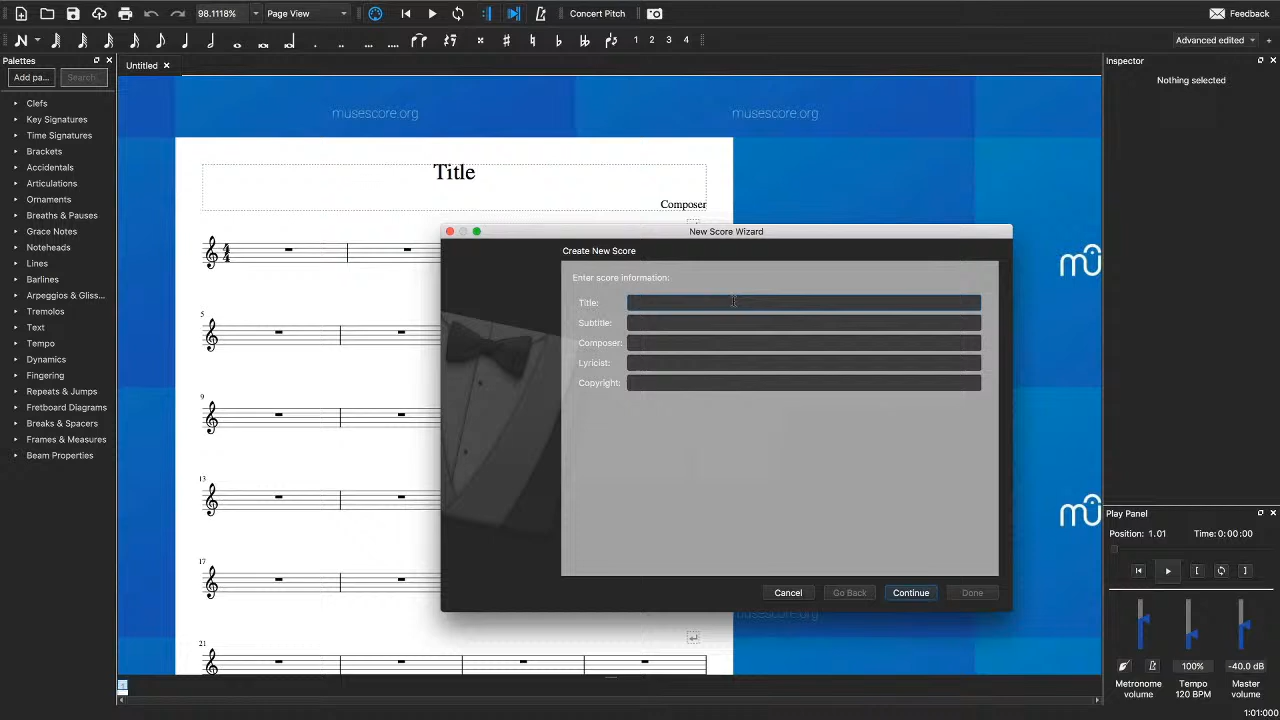 98.1118%
Page View
Concert Pitch
Feedback
1 2 3 4
Advanced edited
+
Palettes
Add pa...
Search...
Clefs
Key Signatures
Time Signatures
Brackets
Accidentals
Articulations
Ornaments
Breaths & Pauses
Grace Notes
Noteheads
Lines
Barlines
Arpeggios & Gliss...
Tremolos
Text
Tempo
Dynamics
Fingering
Repeats & Jumps
Fretboard Diagrams
Breaks & Spacers
Frames & Measures
Beam Properties
Untitled
musescore.org
musescore.org
Title
Composer
5
9
13
17
21
New Score Wizard
Create New Score
Enter score information:
Title:
Subtitle:
Composer:
Lyricist:
Copyright:
Cancel
Go Back
Continue
Done
musescore.org
mu
mu
1
Inspector
Nothing selected
Play Panel
Position: 1.01
Time: 0:00:00
100%
-40.0 dB
Metronome volume
Tempo 120 BPM
Master volume
1:01:000